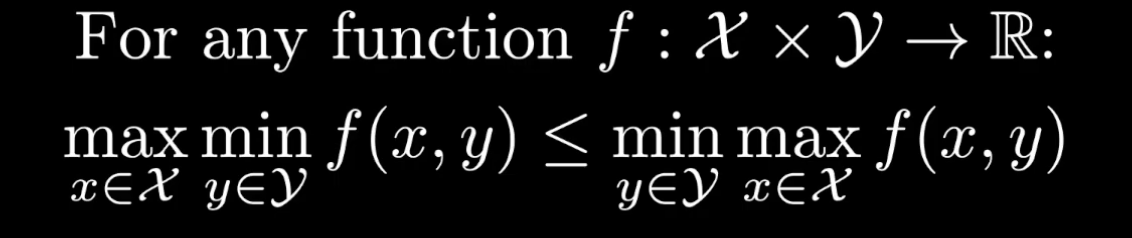 For any function f : 𝒳 × 𝒴 → ℝ:
max_{x∈𝒳} min_{y∈𝒴} f(x, y) ≤ min_{y∈𝒴} max_{x∈𝒳} f(x, y)